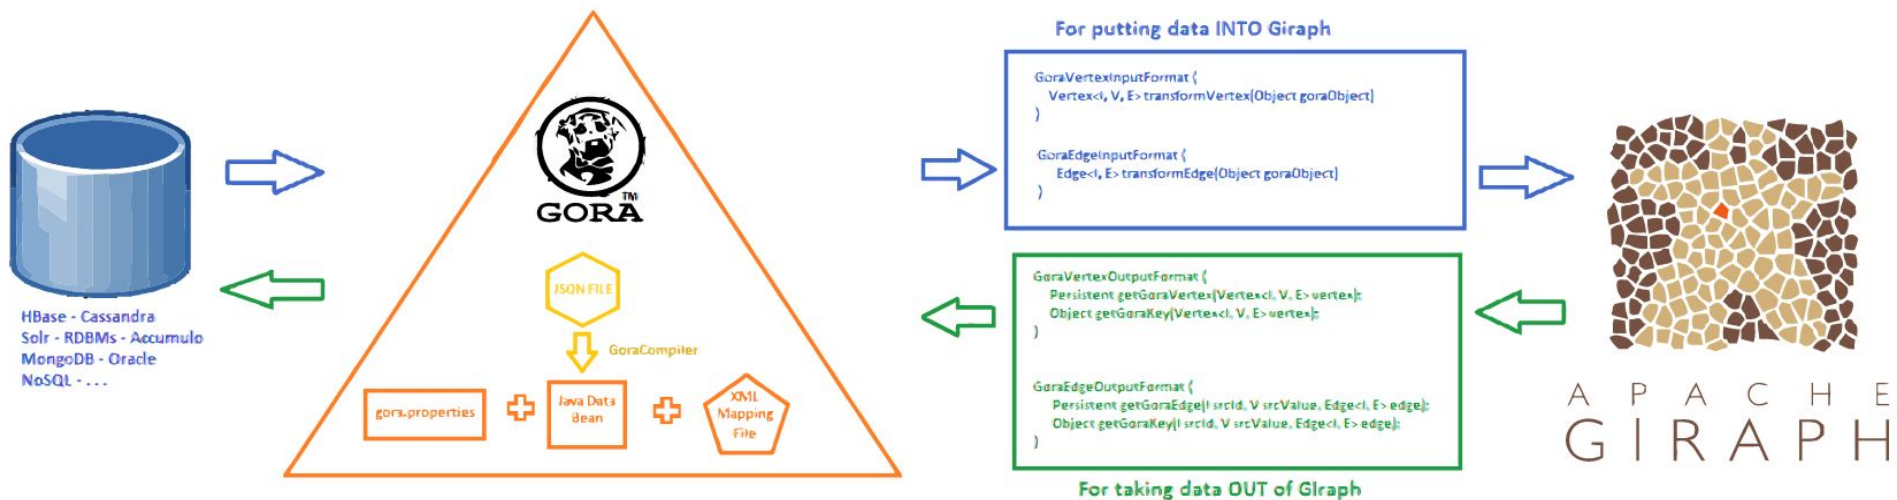 HBase - Cassandra
Solr - RDBMs - Accumulo
MongoDB - Oracle
NoSQL - . . .
TM
GORA
JSON FILE
GoraCompiler
gora.properties
Java Data
Bean
XML
Mapping
File
For putting data INTO Giraph
GoraVertexInputFormat {
Vertex<I, V, E> transformVertex(Object goraObject)
}
GoraEdgeInputFormat {
Edge<I, E> transformEdge(Object goraObject)
}
GoraVertexOutputFormat {
Persistent getGoraVertex(Vertex<I, V, E> vertex);
Object getGoraKey(Vertex<I, V, E> vertex);
}
GoraEdgeOutputFormat {
Persistent getGoraEdge(I srcId, V srcValue, Edge<I, E> edge);
Object getGoraKey(I srcId, V srcValue, Edge<I, E> edge);
}
For taking data OUT of Giraph
APACHE
GIRAPH